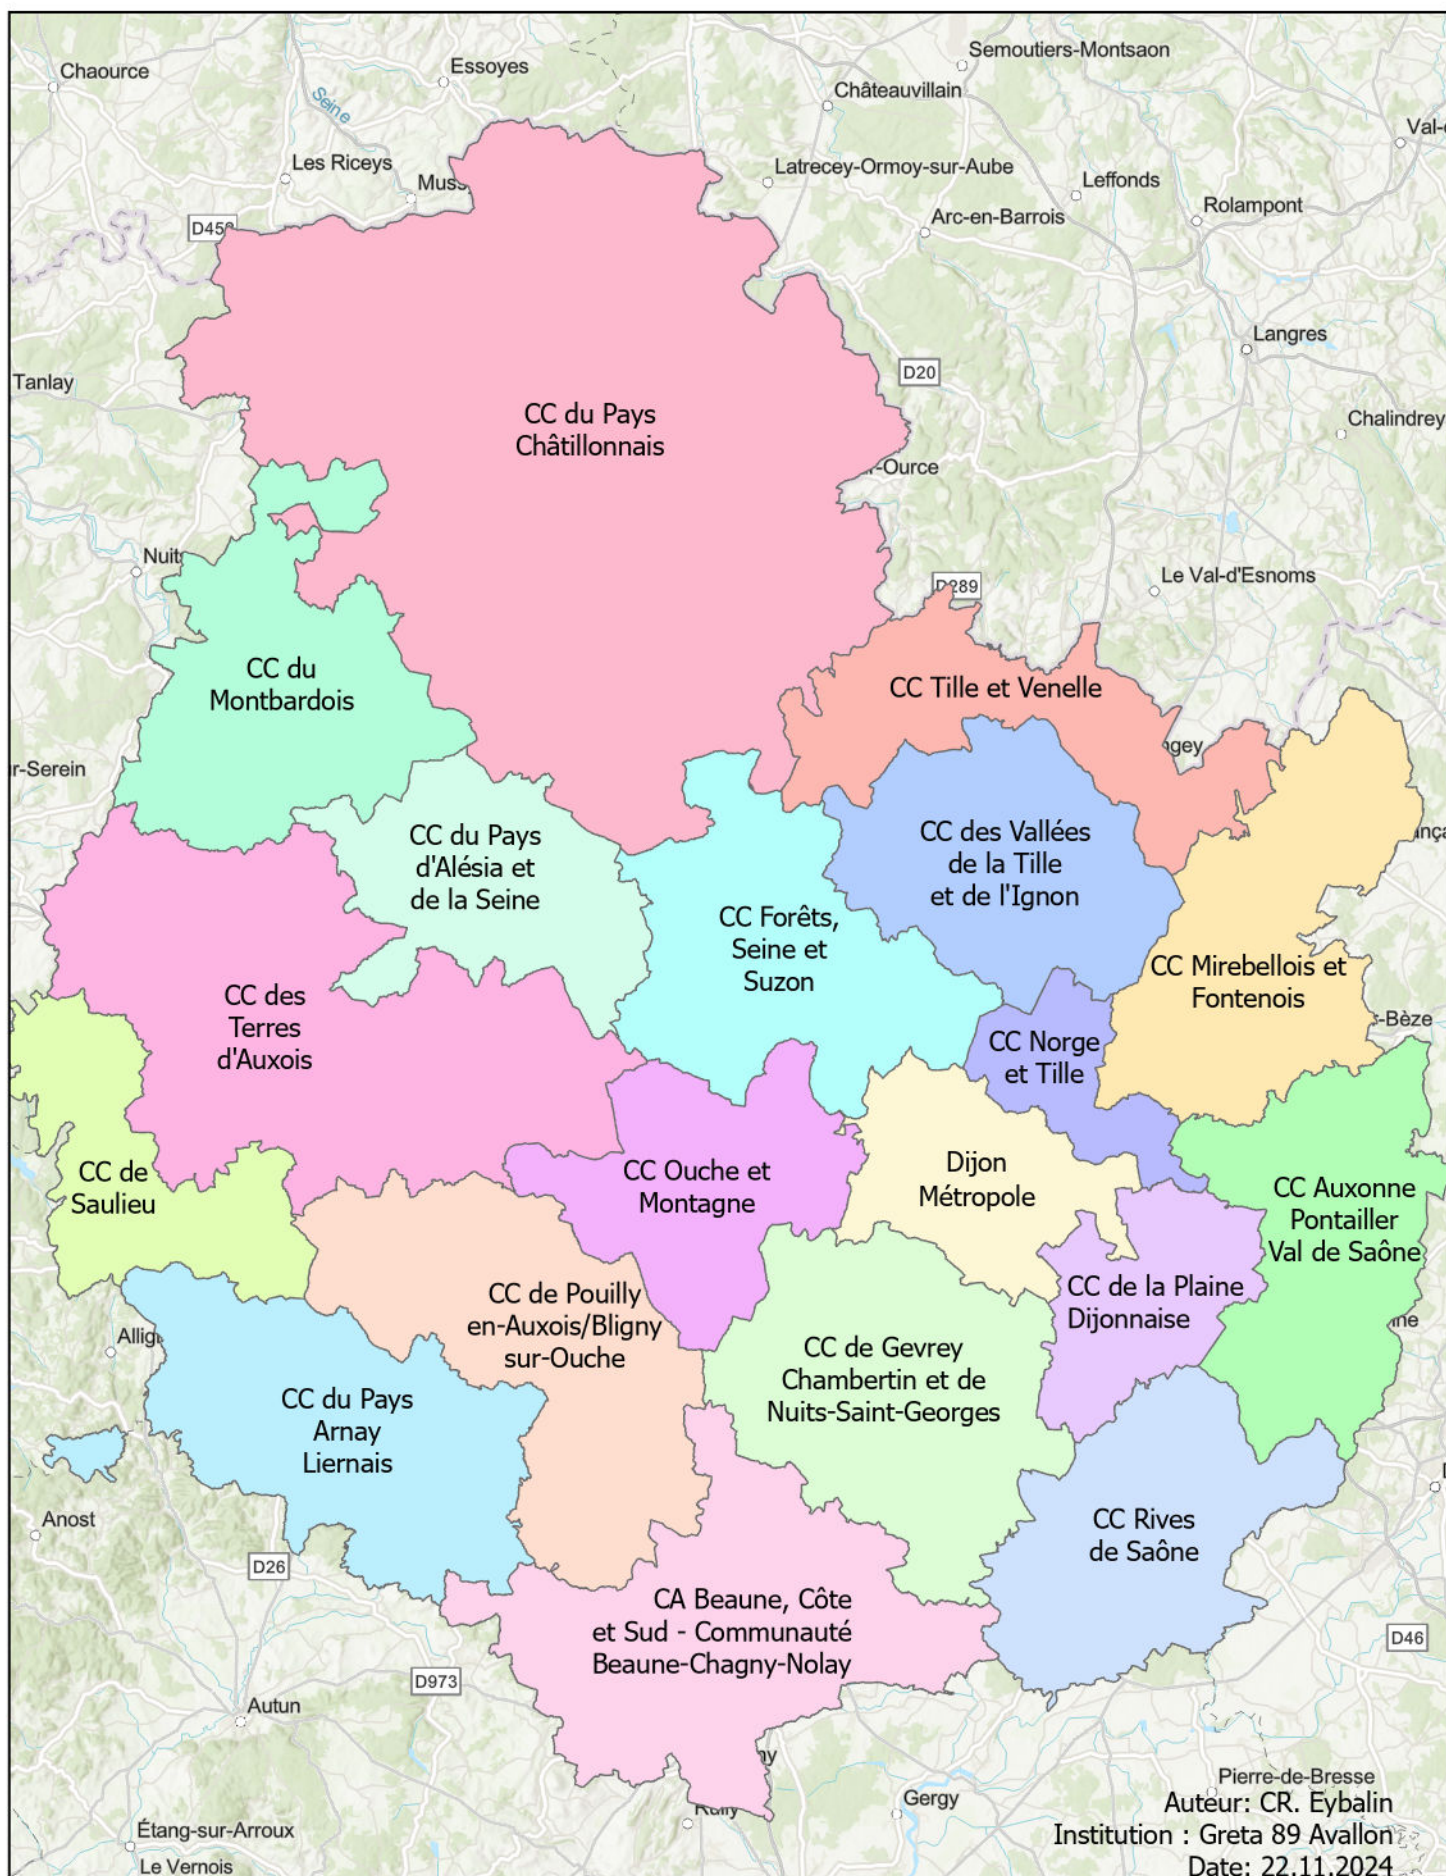 Semoutiers-Montsaon
Chaource
Essoyes
Châteauvillain
Seine
Les Riceys
Latrecey-Ormoy-sur-Aube
Leffonds
Rolampont
Arc-en-Barrois
Langres
D20
Tanlay
CC du Pays
Châtillonnais
Chalindrey
-Ource
Le Val-d'Esnoms
D289
CC du
Montbardois
CC Tille et Venelle
r-Serein
CC du Pays
d'Alésia et
de la Seine
CC des Vallées
de la Tille
et de l'Ignon
CC Forêts,
Seine et
Suzon
CC Mirebellois et
Fontenois
CC des
Terres
d'Auxois
-Bèze
CC Norge
et Tille
CC de
Saulieu
CC Ouche et
Montagne
Dijon
Métropole
CC Auxonne
Pontailler
Val de Saône
CC de Pouilly
en-Auxois/Bligny
sur-Ouche
CC de la Plaine
Dijonnaise
CC de Gevrey
Chambertin et de
Nuits-Saint-Georges
CC du Pays
Arnay
Liernais
Anost
CC Rives
de Saône
D26
CA Beaune, Côte
et Sud - Communauté
Beaune-Chagny-Nolay
D46
D973
Autun
Pierre-de-Bresse
Gergy
Auteur: CR. Eybalin
Étang-sur-Arroux
Institution : Greta 89 Avallon
Le Vernois
Date: 22.11.2024